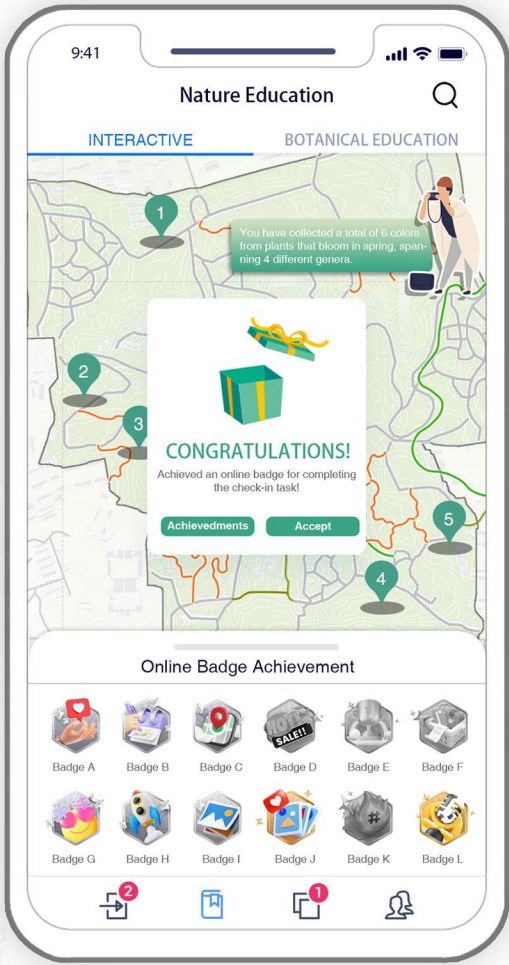 9:41
Nature Education
INTERACTIVE
BOTANICAL EDUCATION
1
You have collected a total of 6 colors
from plants that bloom in spring, span-
ning 4 different genera.
2
3
CONGRATULATIONS!
Achieved an online badge for completing
the check-in task!
Achievedments
Accept
5
4
Online Badge Achievement
HOT
SALE!!
Badge A
Badge B
Badge C
Badge D
Badge E
Badge F
#
Badge G
Badge H
Badge I
Badge J
Badge K
Badge L
2
1